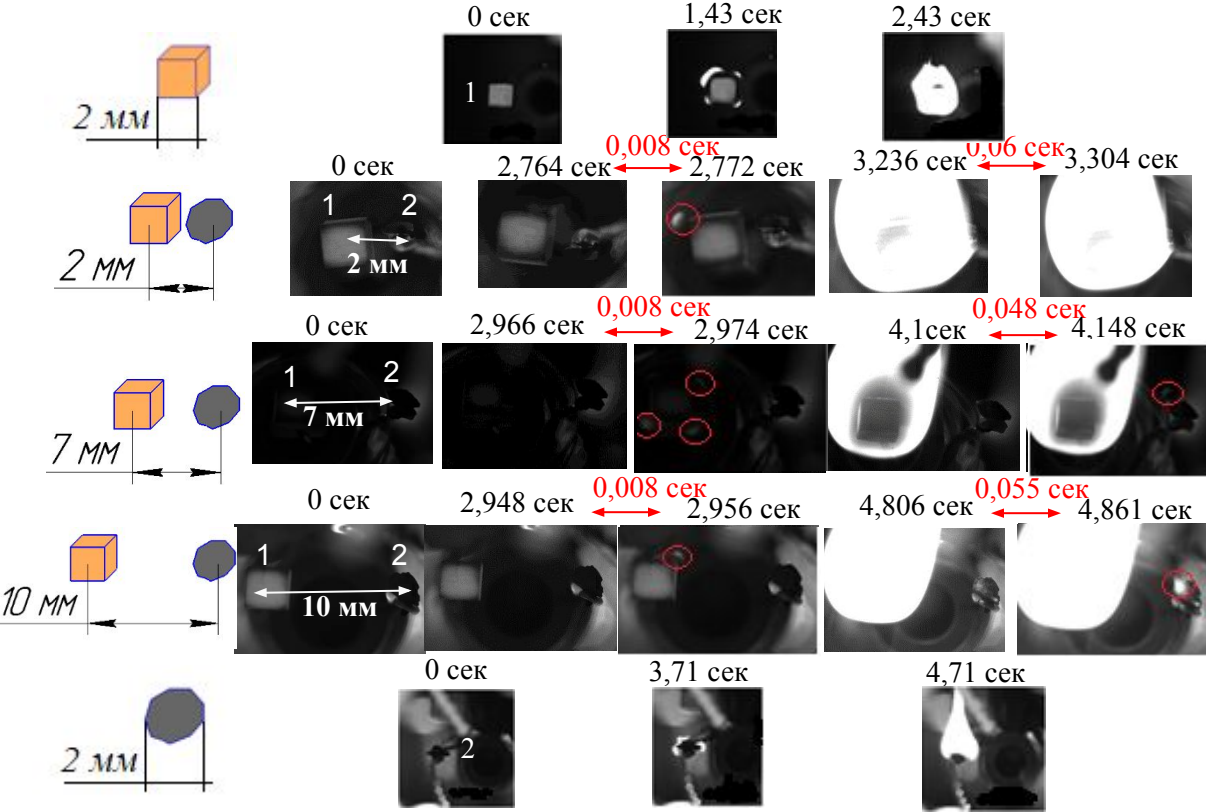 0 сек 1,43 сек 2,43 сек
1
2 мм
0,008 сек 0,06 сек
0 сек 2,764 сек 2,772 сек 3,236 сек 3,304 сек
1 2
2 мм
2 мм
0,008 сек 0,048 сек
0 сек 2,966 сек 2,974 сек 4,1сек 4,148 сек
1 2
7 мм
7 мм
0,008 сек 0,055 сек
0 сек 2,948 сек 2,956 сек 4,806 сек 4,861 сек
1 2
10 мм
10 мм
0 сек 3,71 сек 4,71 сек
2
2 мм